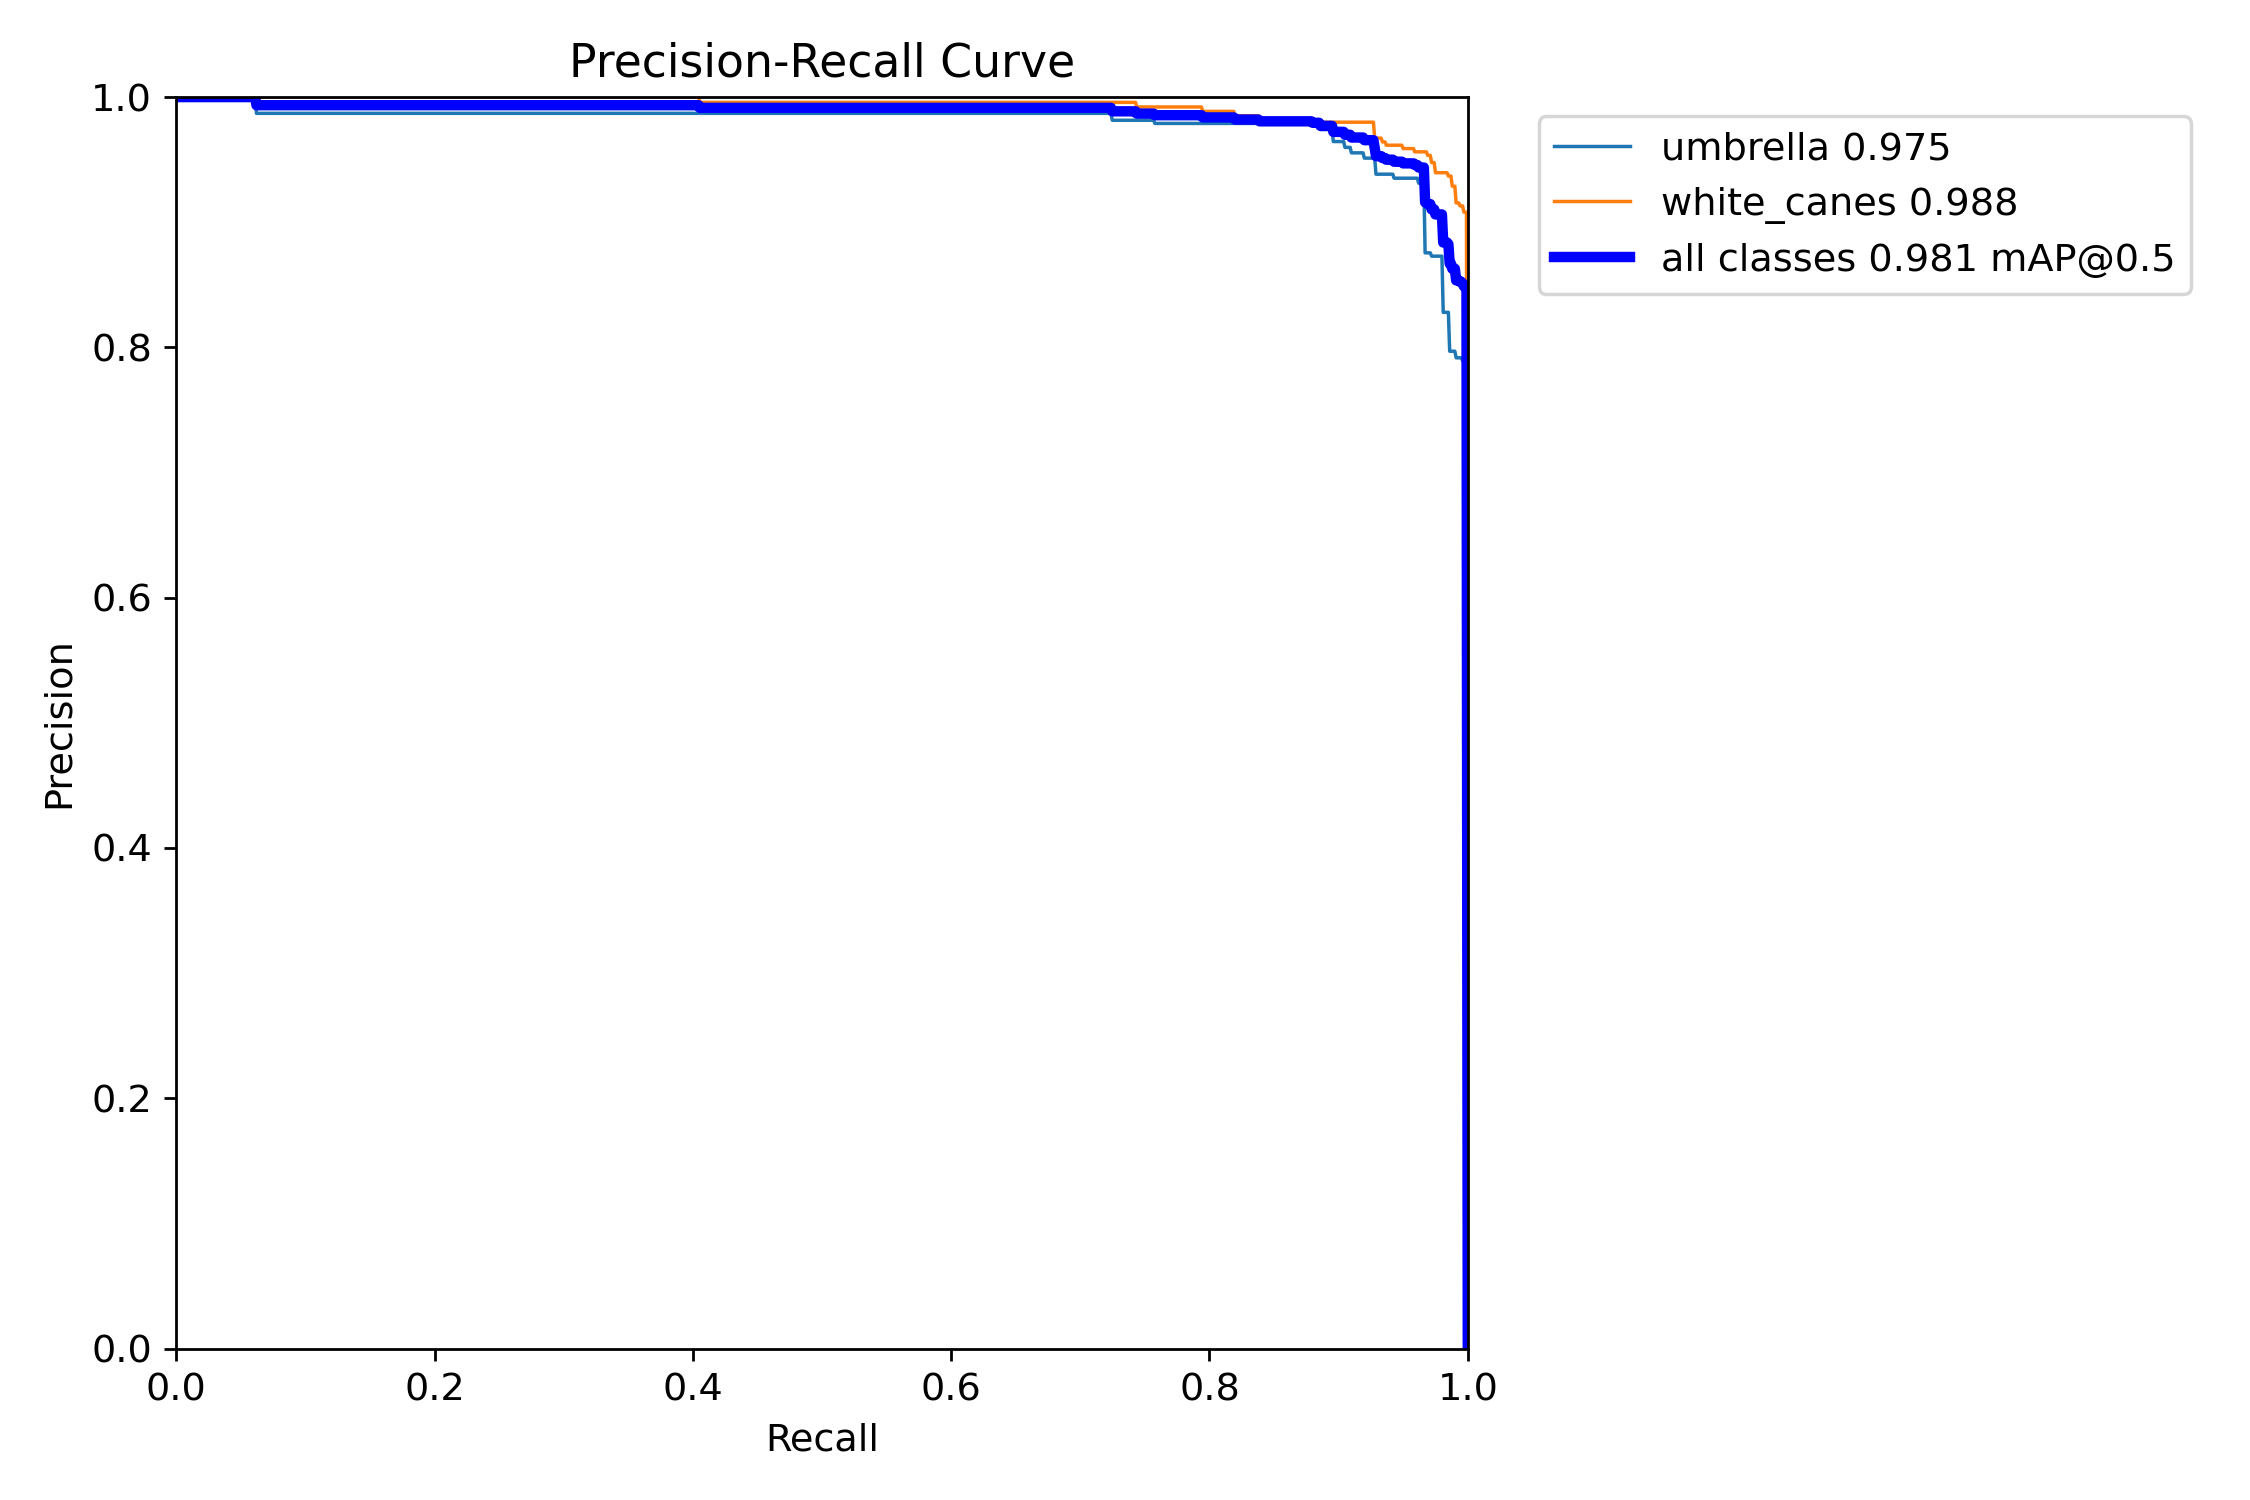 Precision-Recall Curve
1.0
0.8
0.6
0.4
0.2
0.0
Precision
0.0 0.2 0.4 0.6 0.8 1.0
Recall
umbrella 0.975
white_canes 0.988
all classes 0.981 mAP@0.5